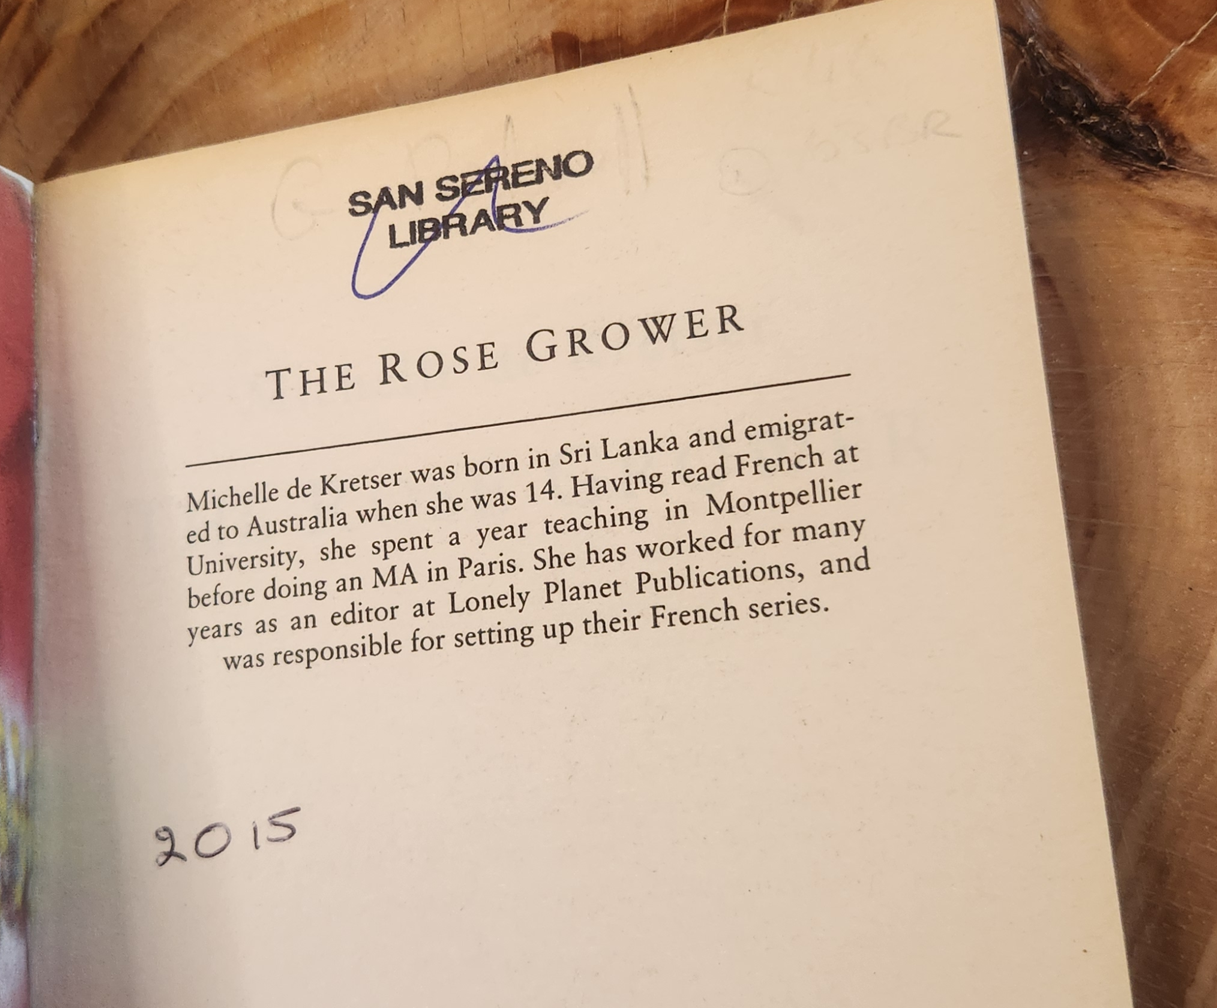 SAN SERENO
LIBRARY
THE ROSE GROWER
Michelle de Kretser was born in Sri Lanka and emigrat-
ed to Australia when she was 14. Having read French at
University, she spent a year teaching in Montpellier
before doing an MA in Paris. She has worked for many
years as an editor at Lonely Planet Publications, and
was responsible for setting up their French series.
2015